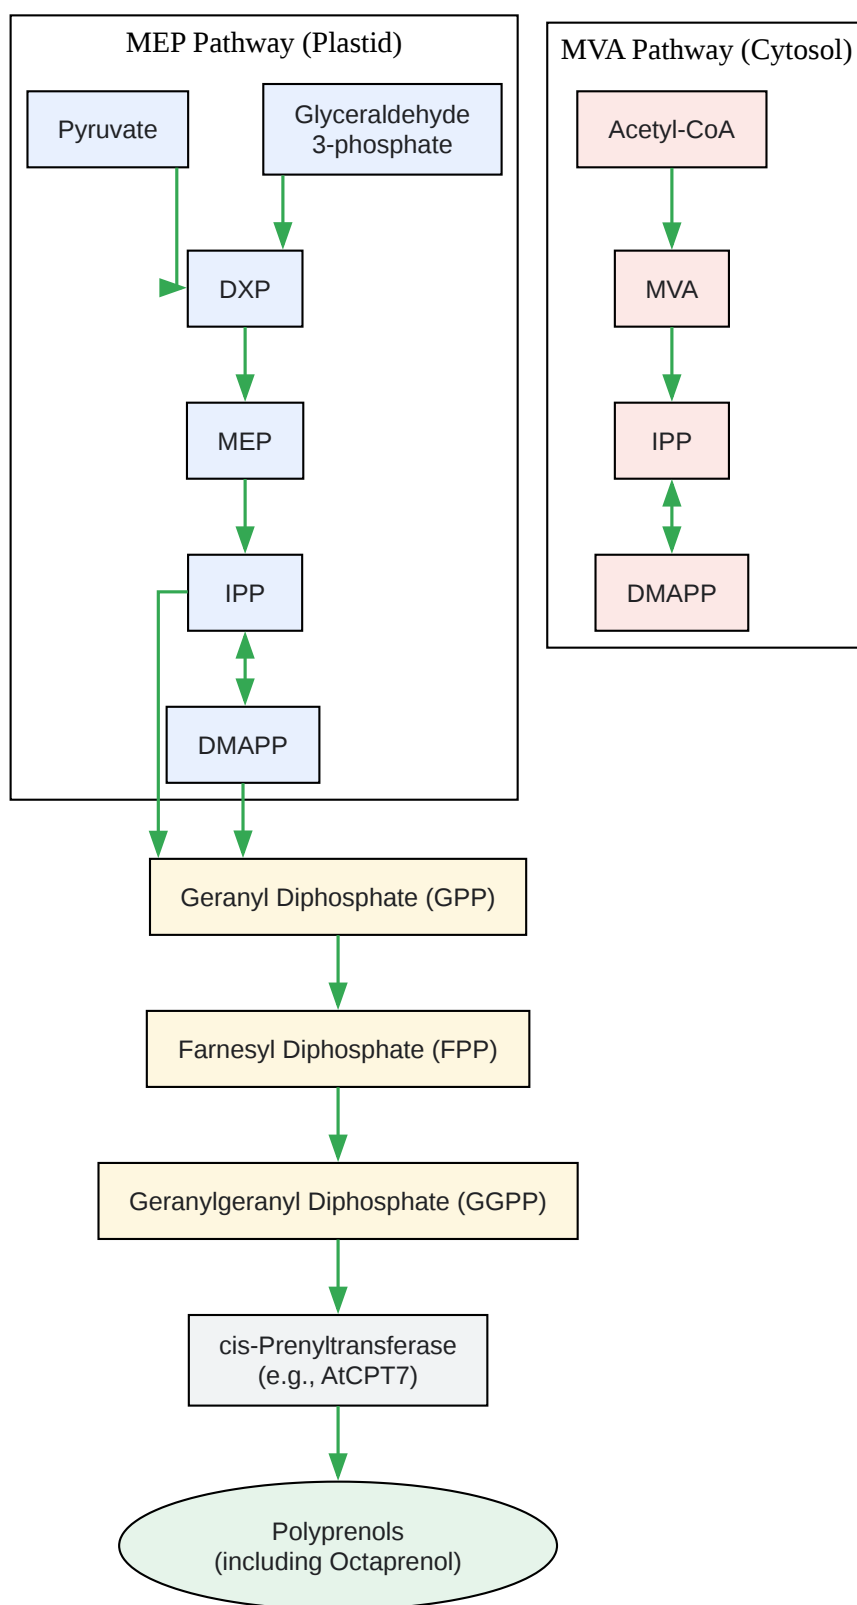 MEP Pathway (Plastid)
Pyruvate
Glyceraldehyde
3-phosphate
DXP
MEP
IPP
DMAPP
MVA Pathway (Cytosol)
Acetyl-CoA
MVA
IPP
DMAPP
Geranyl Diphosphate (GPP)
Farnesyl Diphosphate (FPP)
Geranylgeranyl Diphosphate (GGPP)
cis-Prenyltransferase
(e.g., AtCPT7)
Polyprenols
(including Octaprenol)